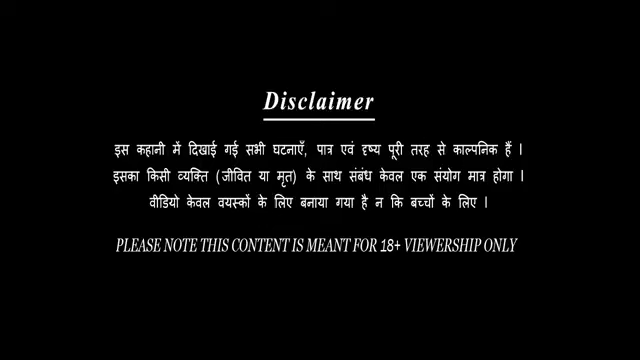 Disclaimer
इस कहानी में दिखाई गई सभी घटनाएँ, पात्र एवं दृष्य पूरी तरह से काल्पनिक हैं ।
इसका किसी व्यक्ति (जीवित या मृत) के साथ संबंध केवल एक संयोग मात्र होगा ।
वीडियो केवल वयस्कों के लिए बनाया गया है न कि बच्चों के लिए ।
PLEASE NOTE THIS CONTENT IS MEANT FOR 18+ VIEWERSHIP ONLY